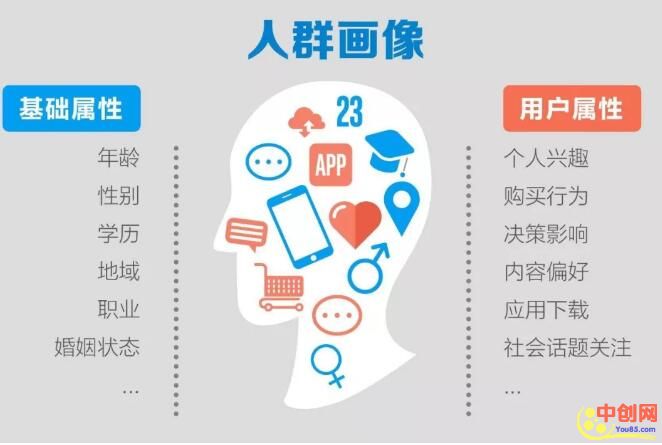 人群画像
基础属性
年龄
性别
学历
地域
职业
婚姻状态
...
23
APP
用户属性
个人兴趣
购买行为
决策影响
内容偏好
应用下载
社会话题关注
...
中创网
You85.com